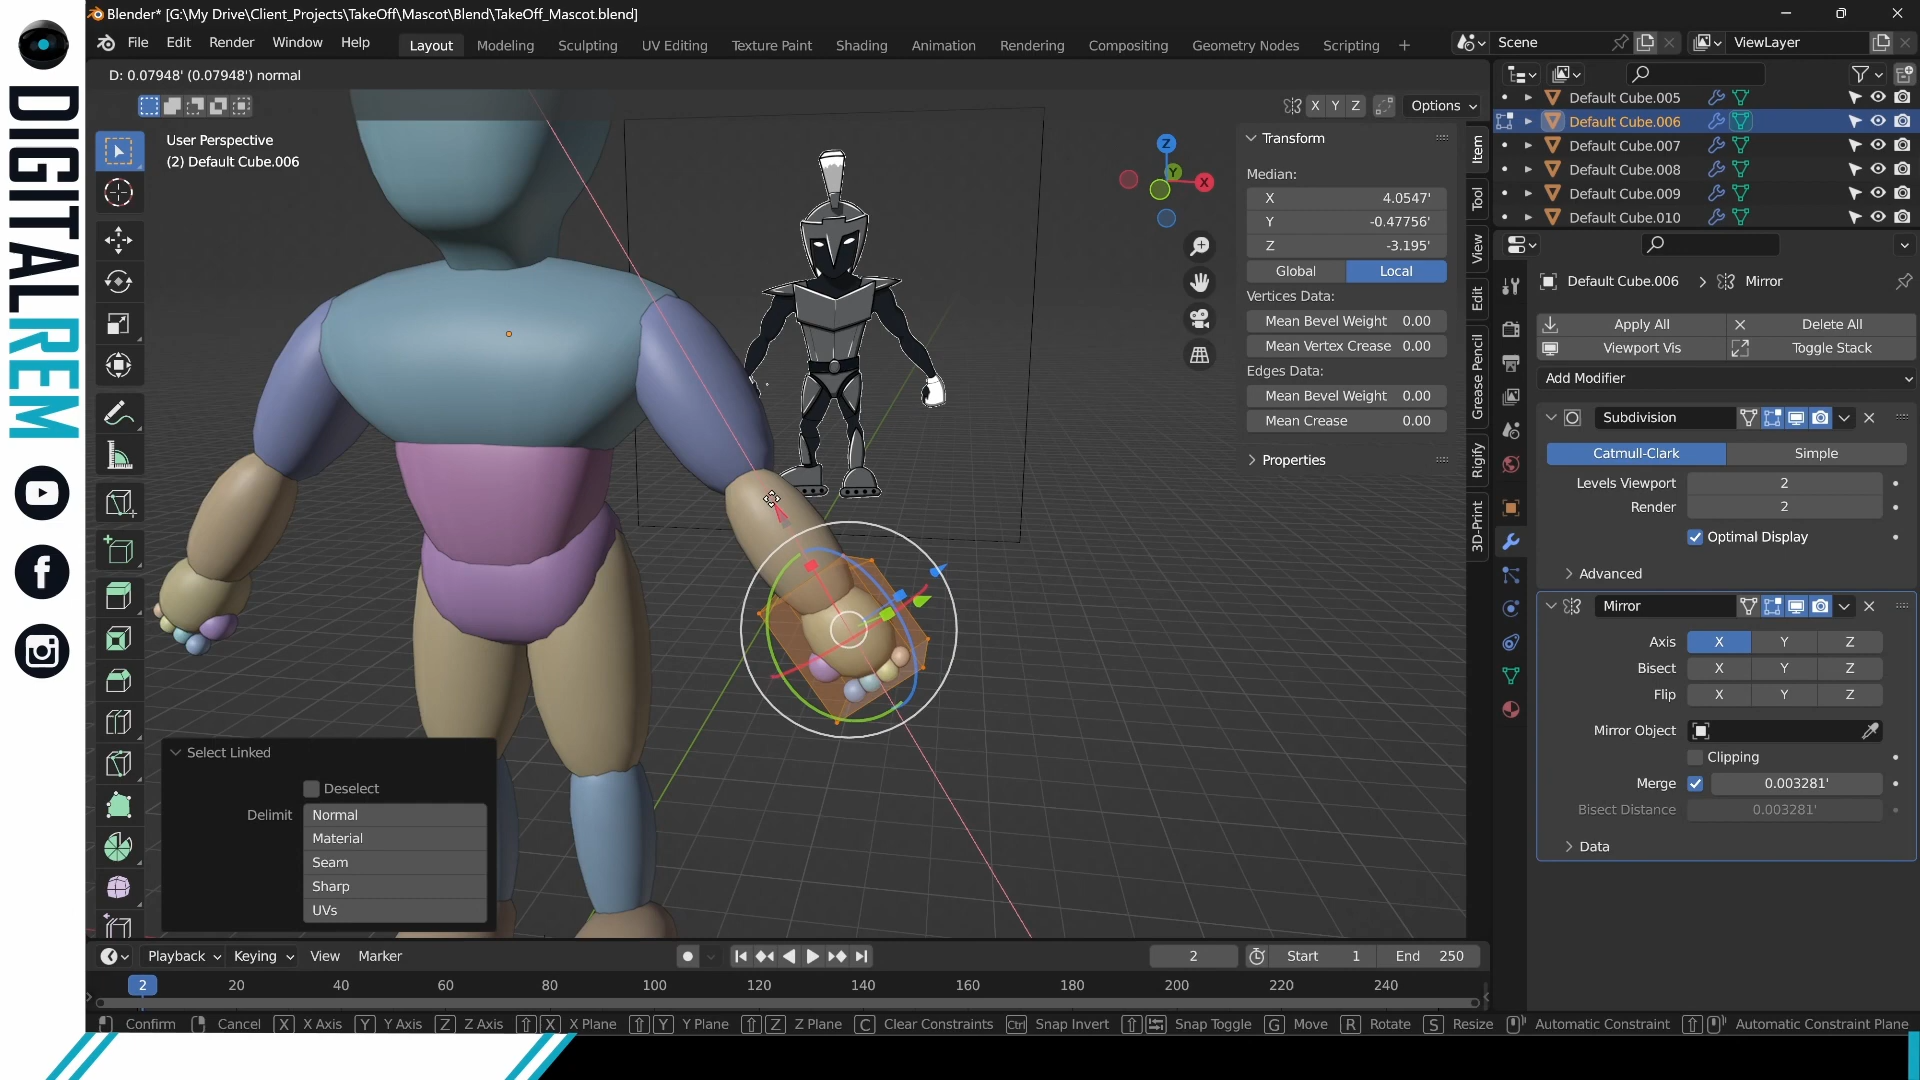 Blender* [G:\My Drive\Client_Projects\TakeOff\Mascot\Blend\TakeOff_Mascot.blend]
File Edit Render Window Help
Layout Modeling Sculpting UV Editing Texture Paint Shading Animation Rendering Compositing Geometry Nodes Scripting +
Scene
ViewLayer
D: 0.07948' (0.07948') normal
X Y Z
Options
User Perspective
(2) Default Cube.006
Z
Y
X
Transform
Median:
X 4.0547'
Y -0.47756'
Z -3.195'
Global Local
Vertices Data:
Mean Bevel Weight 0.00
Mean Vertex Crease 0.00
Edges Data:
Mean Bevel Weight 0.00
Mean Crease 0.00
Properties
Item
Tool
View
Edit
Grease Pencil
Rigify
3D-Print
Default Cube.005
Default Cube.006
Default Cube.007
Default Cube.008
Default Cube.009
Default Cube.010
Default Cube.006 > Mirror
Apply All Delete All
Viewport Vis Toggle Stack
Add Modifier
Subdivision
Catmull-Clark Simple
Levels Viewport 2
Render 2
Optimal Display
Advanced
Mirror
Axis X Y Z
Bisect X Y Z
Flip X Y Z
Mirror Object
Clipping
Merge 0.003281'
Bisect Distance 0.003281'
Data
Select Linked
Deselect
Delimit Normal
Material
Seam
Sharp
UVs
Playback Keying View Marker
2 Start 1 End 250
2 20 40 60 80 100 120 140 160 180 200 220 240
Confirm Cancel X X Axis Y Y Axis Z Z Axis X X Plane Y Y Plane Z Z Plane C Clear Constraints Ctrl Snap Invert Snap Toggle G Move R Rotate S Resize Automatic Constraint Automatic Constraint Plane
DIGITALREM